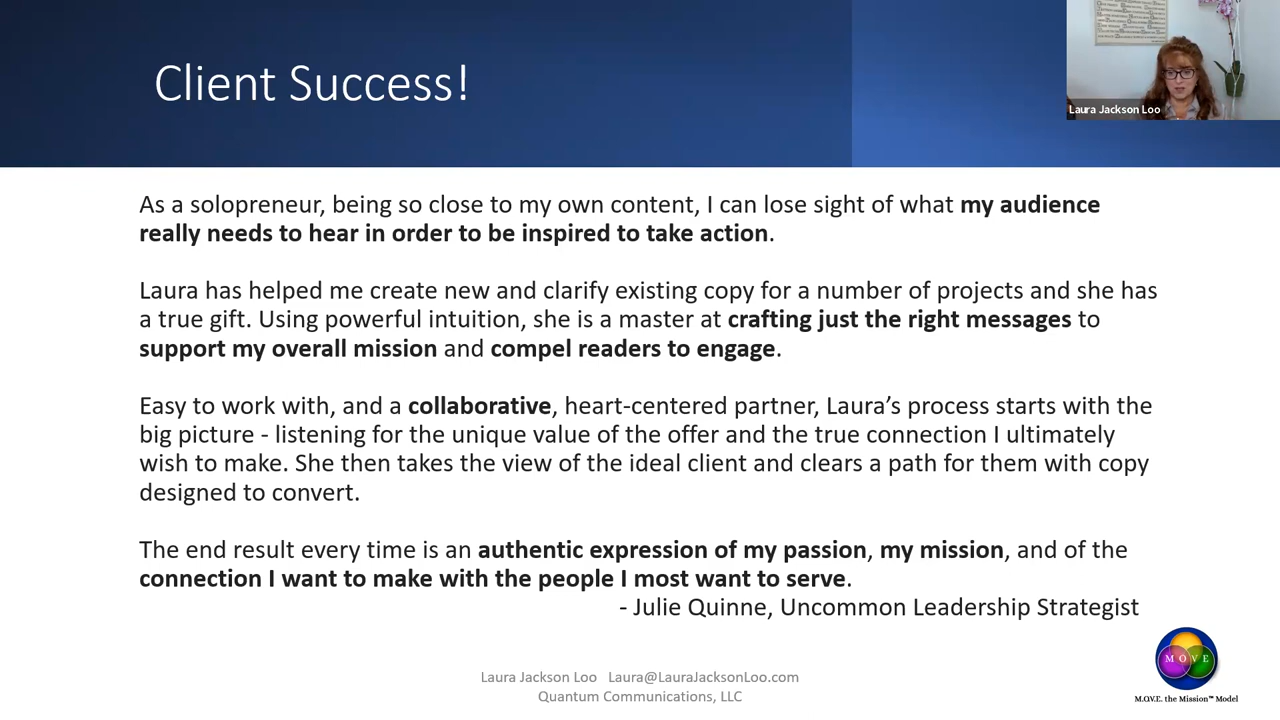 Client Success!
Laura Jackson Loo
As a solopreneur, being so close to my own content, I can lose sight of what my audience
really needs to hear in order to be inspired to take action.
Laura has helped me create new and clarify existing copy for a number of projects and she has
a true gift. Using powerful intuition, she is a master at crafting just the right messages to
support my overall mission and compel readers to engage.
Easy to work with, and a collaborative, heart-centered partner, Laura’s process starts with the
big picture - listening for the unique value of the offer and the true connection I ultimately
wish to make. She then takes the view of the ideal client and clears a path for them with copy
designed to convert.
The end result every time is an authentic expression of my passion, my mission, and of the
connection I want to make with the people I most want to serve.
- Julie Quinne, Uncommon Leadership Strategist
Laura Jackson Loo Laura@LauraJacksonLoo.com
Quantum Communications, LLC
M O V E
M.O.V.E. the Mission™ Model